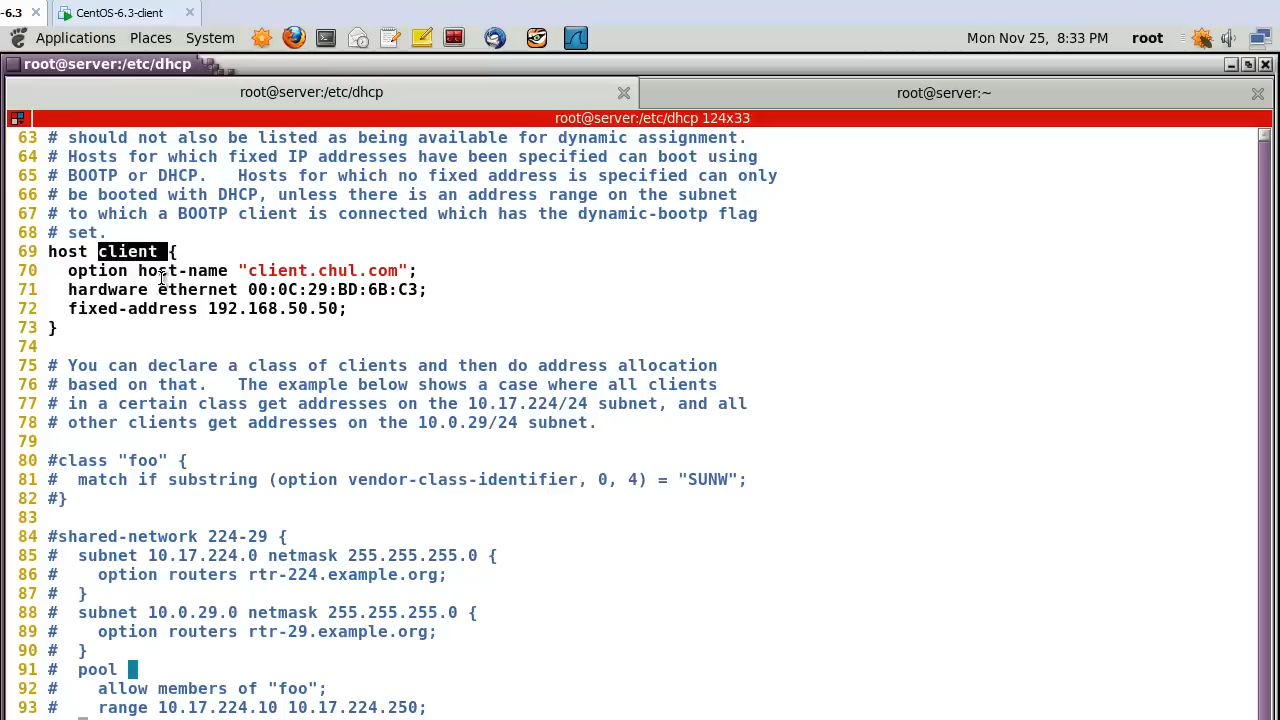 -6.3 CentOS-6.3-client
Applications Places System Mon Nov 25, 8:33 PM root
root@server:/etc/dhcp
root@server:/etc/dhcp root@server:~
root@server:/etc/dhcp 124x33
63 # should not also be listed as being available for dynamic assignment.
64 # Hosts for which fixed IP addresses have been specified can boot using
65 # BOOTP or DHCP.   Hosts for which no fixed address is specified can only
66 # be booted with DHCP, unless there is an address range on the subnet
67 # to which a BOOTP client is connected which has the dynamic-bootp flag
68 # set.
69 host client {
70   option host-name "client.chul.com";
71   hardware ethernet 00:0C:29:BD:6B:C3;
72   fixed-address 192.168.50.50;
73 }
74
75 # You can declare a class of clients and then do address allocation
76 # based on that.   The example below shows a case where all clients
77 # in a certain class get addresses on the 10.17.224/24 subnet, and all
78 # other clients get addresses on the 10.0.29/24 subnet.
79
80 #class "foo" {
81 #  match if substring (option vendor-class-identifier, 0, 4) = "SUNW";
82 #}
83
84 #shared-network 224-29 {
85 #  subnet 10.17.224.0 netmask 255.255.255.0 {
86 #    option routers rtr-224.example.org;
87 #  }
88 #  subnet 10.0.29.0 netmask 255.255.255.0 {
89 #    option routers rtr-29.example.org;
90 #  }
91 #  pool
92 #    allow members of "foo";
93 #    range 10.17.224.10 10.17.224.250;